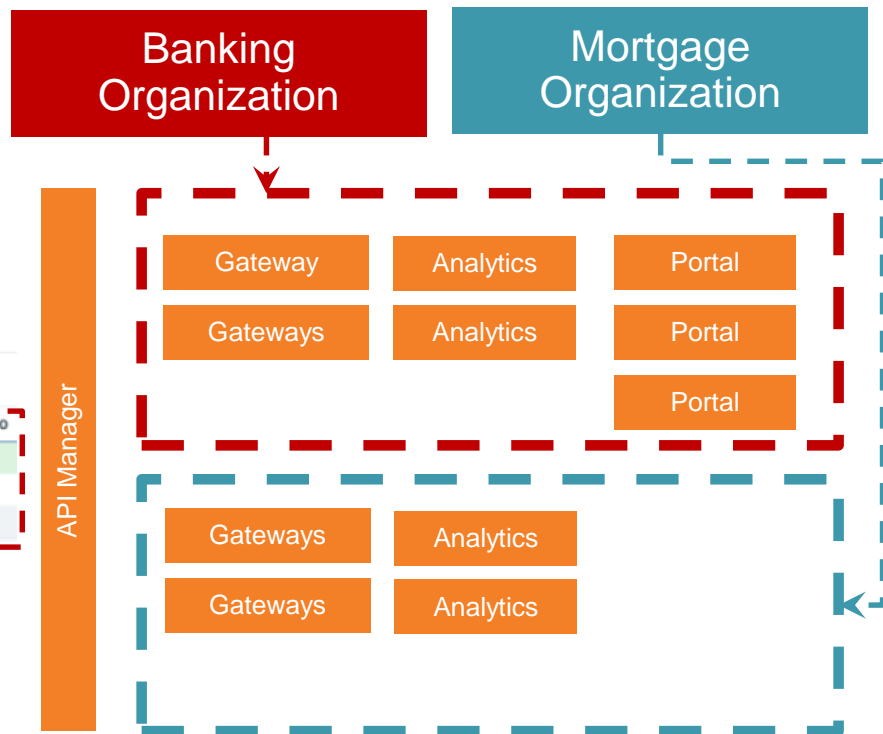 Banking
Organization
Mortgage
Organization
API Manager
Gateway
Analytics
Portal
Gateways
Analytics
Portal
Portal
Gateways
Analytics
Gateways
Analytics